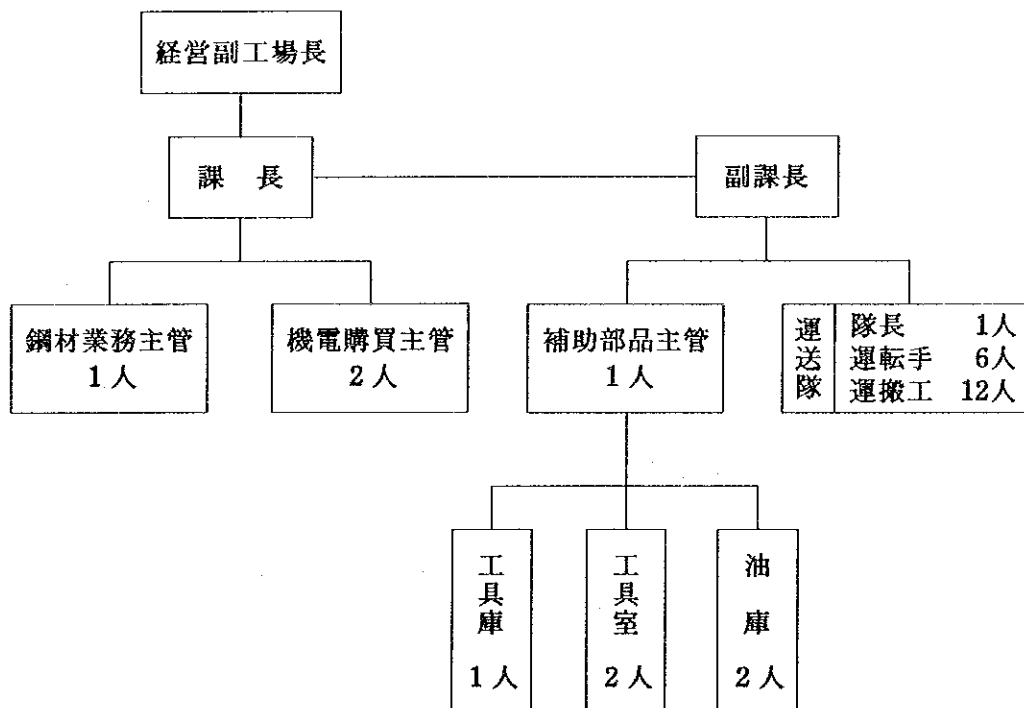 経営副工場長
課 長
副課長
鋼材業務主管
1人
機電購買主管
2人
補助部品主管
1人
運送隊
隊長 1人
運転手 6人
運搬工 12人
工具庫
1人
工具室
2人
油庫
2人